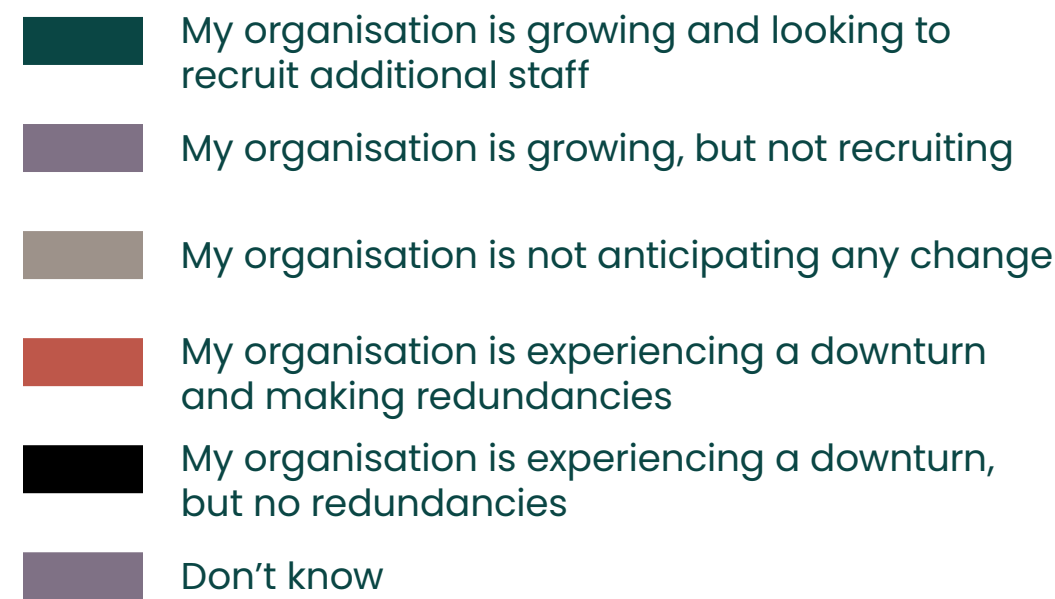 My organisation is growing and looking to
recruit additional staff
My organisation is growing, but not recruiting
My organisation is not anticipating any change
My organisation is experiencing a downturn
and making redundancies
My organisation is experiencing a downturn,
but no redundancies
Don’t know